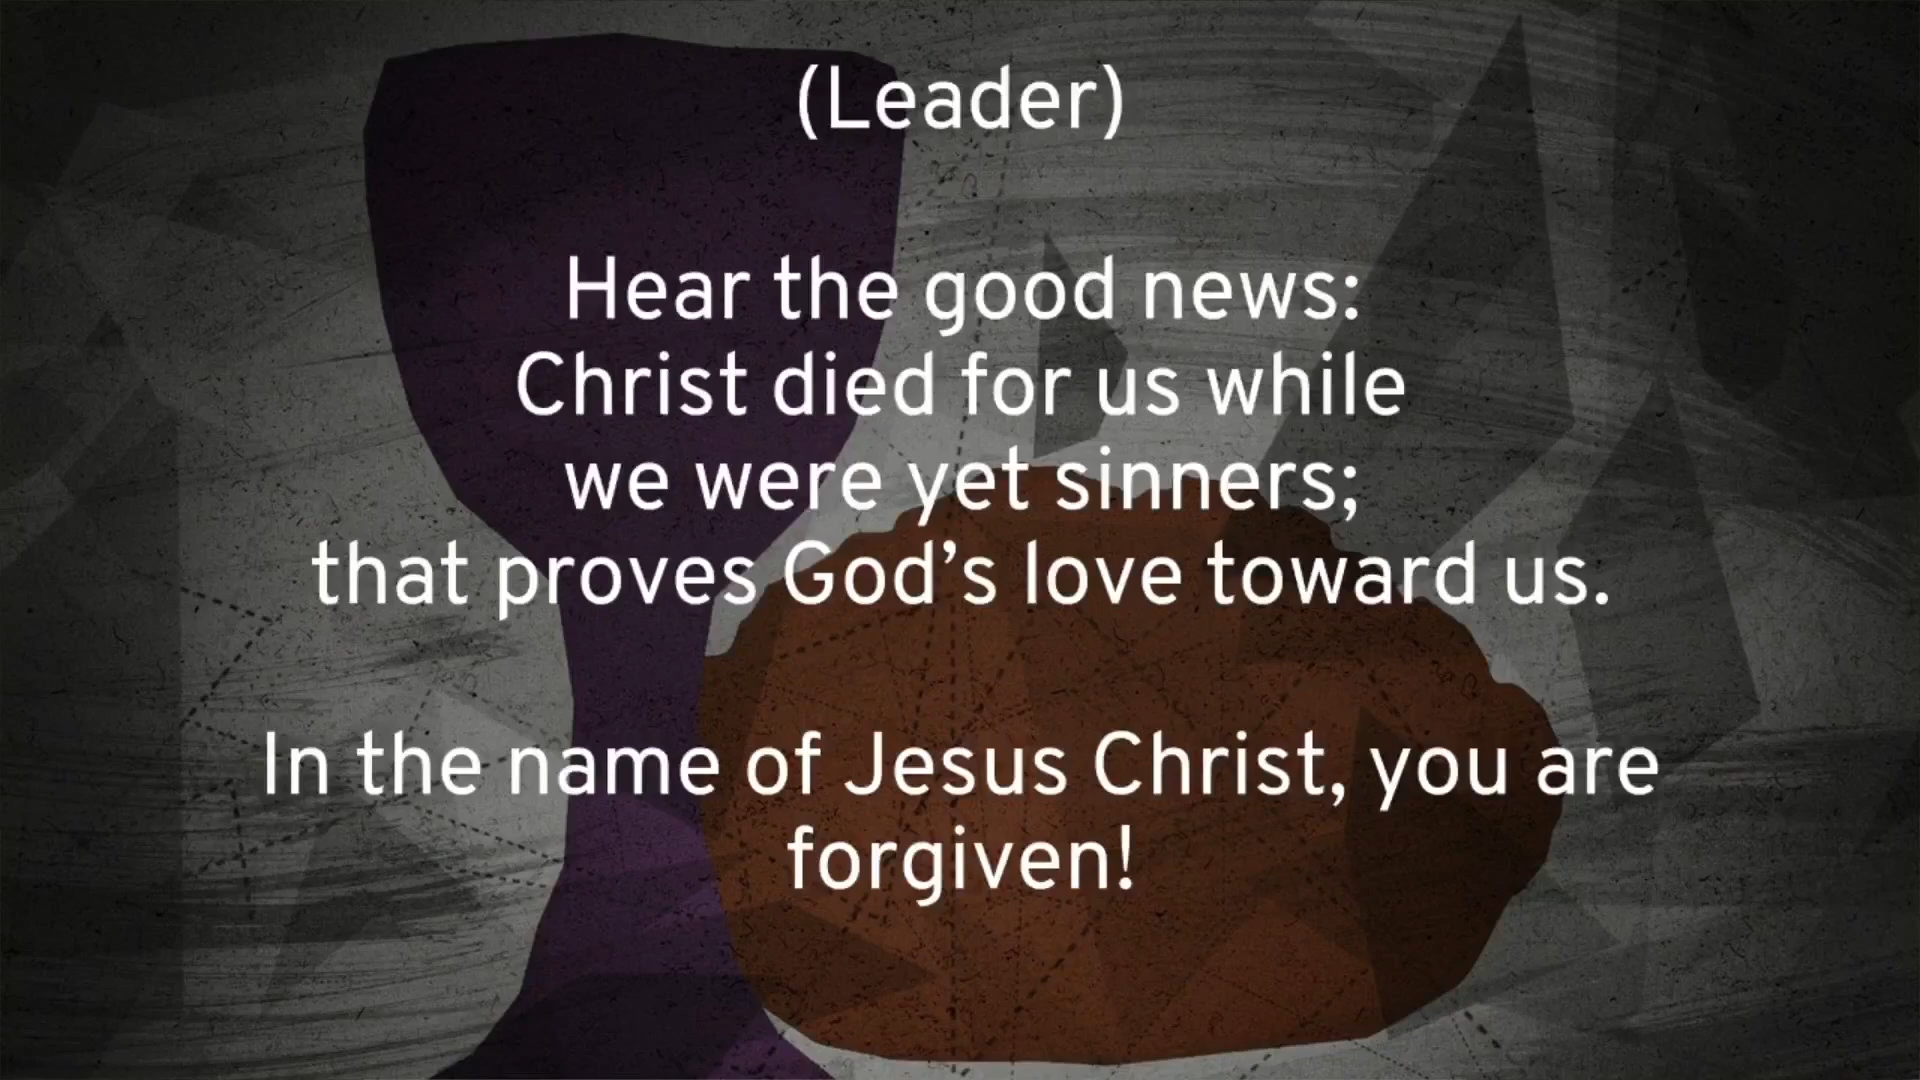 (Leader)
Hear the good news:
Christ died for us while
we were yet sinners;
that proves God’s love toward us.
In the name of Jesus Christ, you are
forgiven!